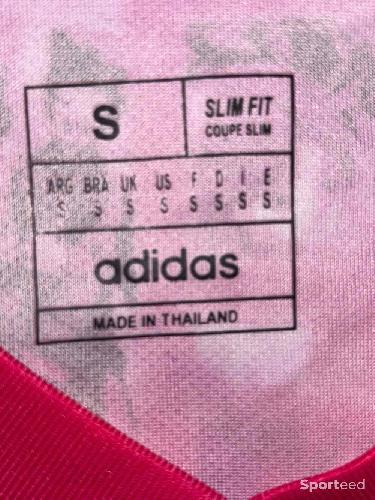 S
SLIM FIT
COUPE SLIM
ARG BRA UK US F D I E
S S S S S S S S
adidas
MADE IN THAILAND
Sporteed